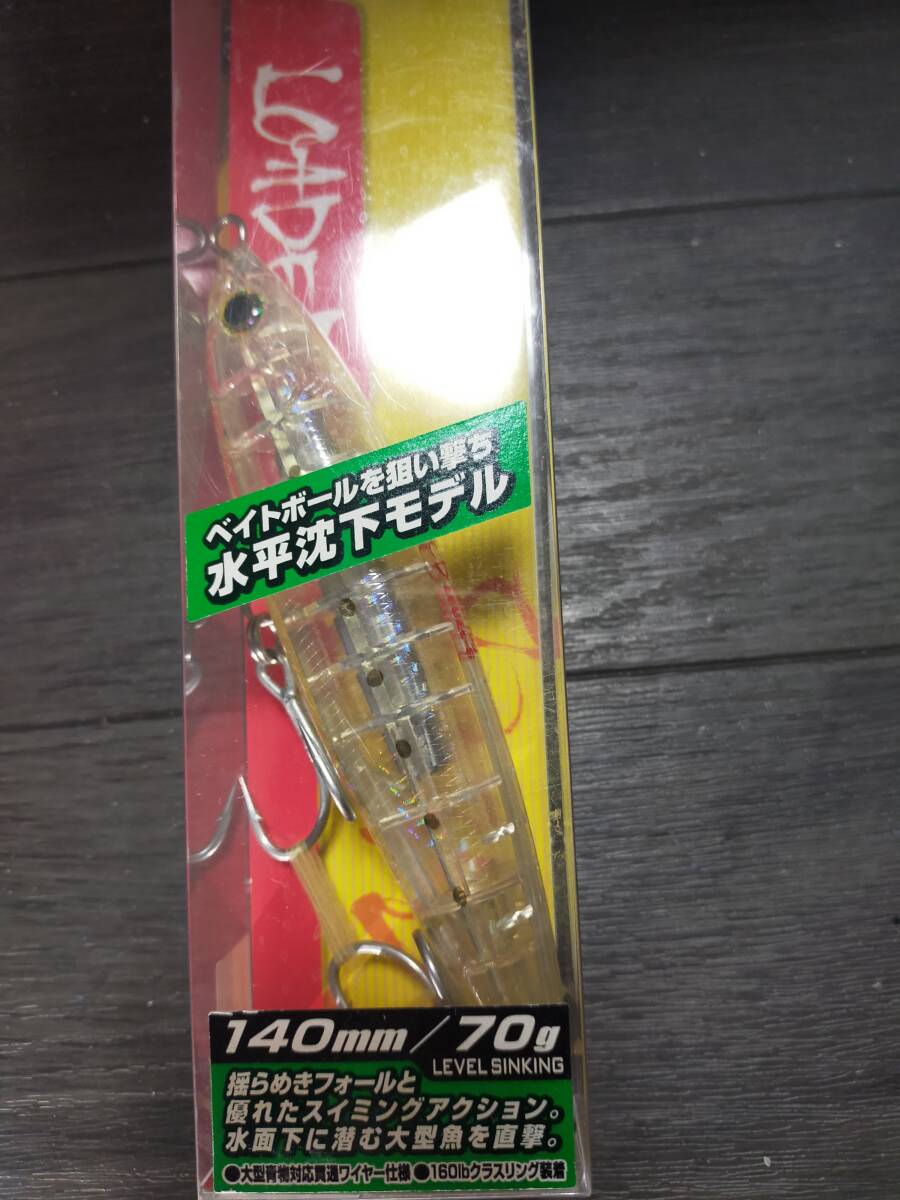 LOADED
ベイトボールを狙い撃ち
水平沈下モデル
140mm/70g
LEVEL SINKING
揺らめきフォールと
優れたスイミングアクション。
水面下に潜む大型魚を直撃。
●大型青物対応貫通ワイヤー仕様 ●160lbクラスリング装着